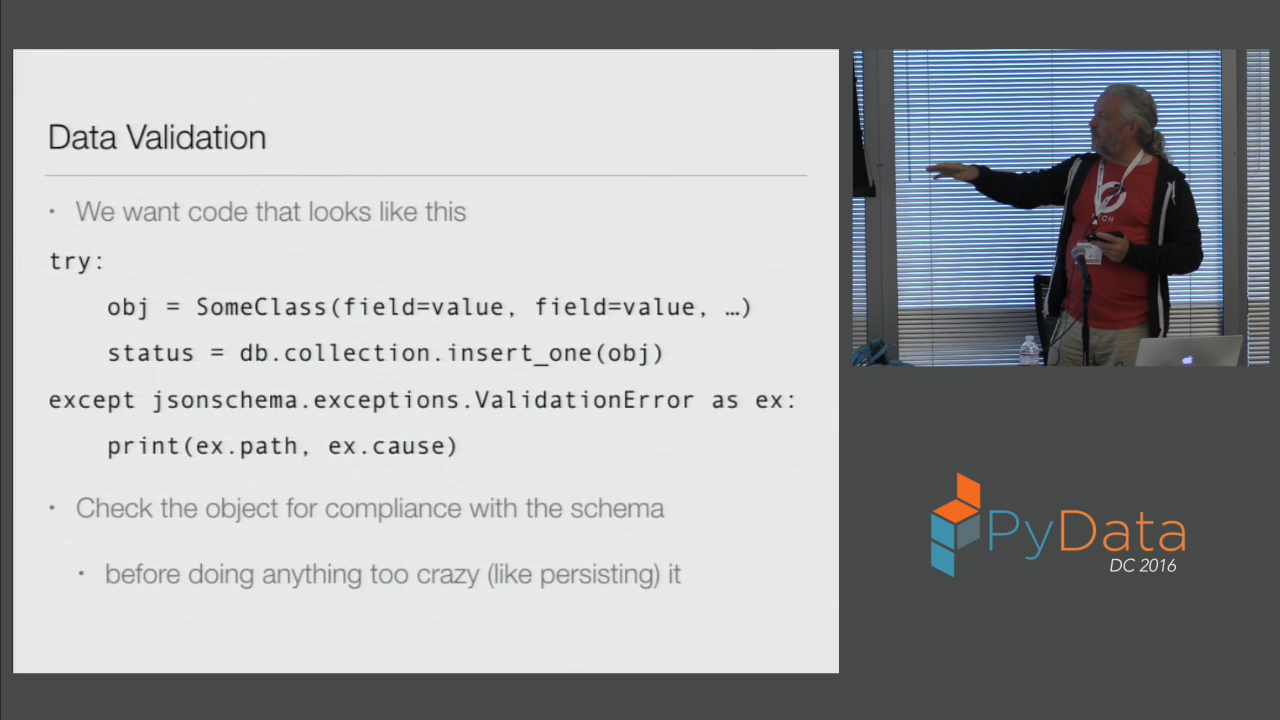 Data Validation
• We want code that looks like this
try:
obj = SomeClass(field=value, field=value, …)
status = db.collection.insert_one(obj)
except jsonschema.exceptions.ValidationError as ex:
print(ex.path, ex.cause)
• Check the object for compliance with the schema
• before doing anything too crazy (like persisting) it
CH
PyData
DC 2016